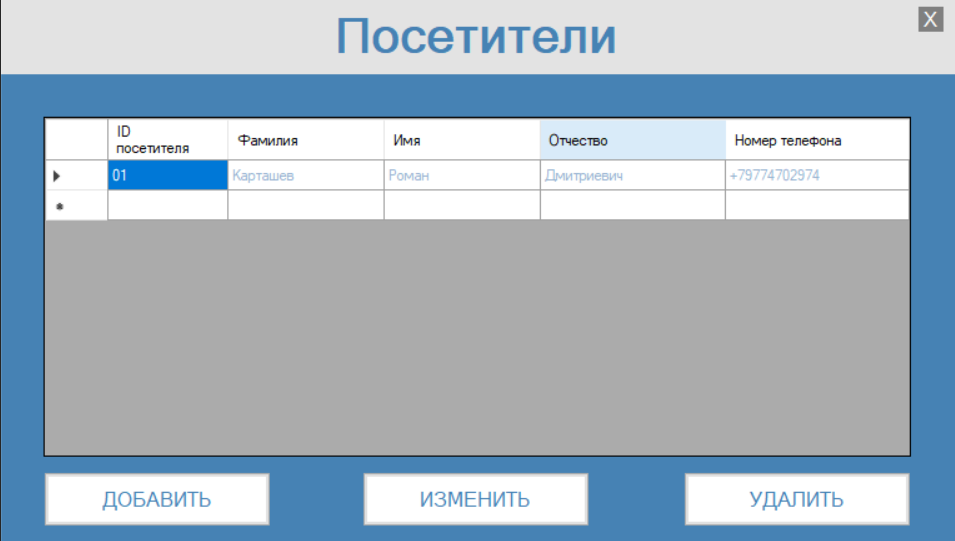 Посетители
X
ID посетителя Фамилия Имя Отчество Номер телефона
01 Карташев Роман Дмитриевич +79774702974
ДОБАВИТЬ ИЗМЕНИТЬ УДАЛИТЬ